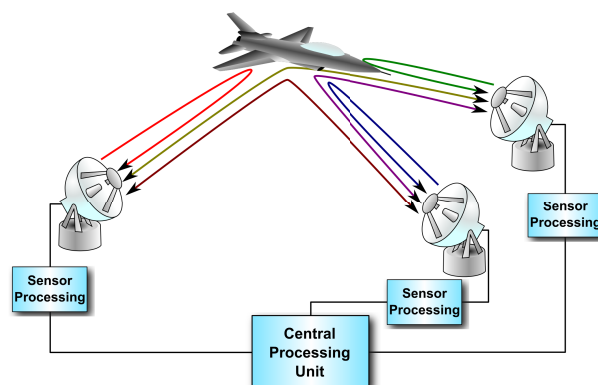 Sensor
Processing
Sensor
Processing
Sensor
Processing
Central
Processing
Unit